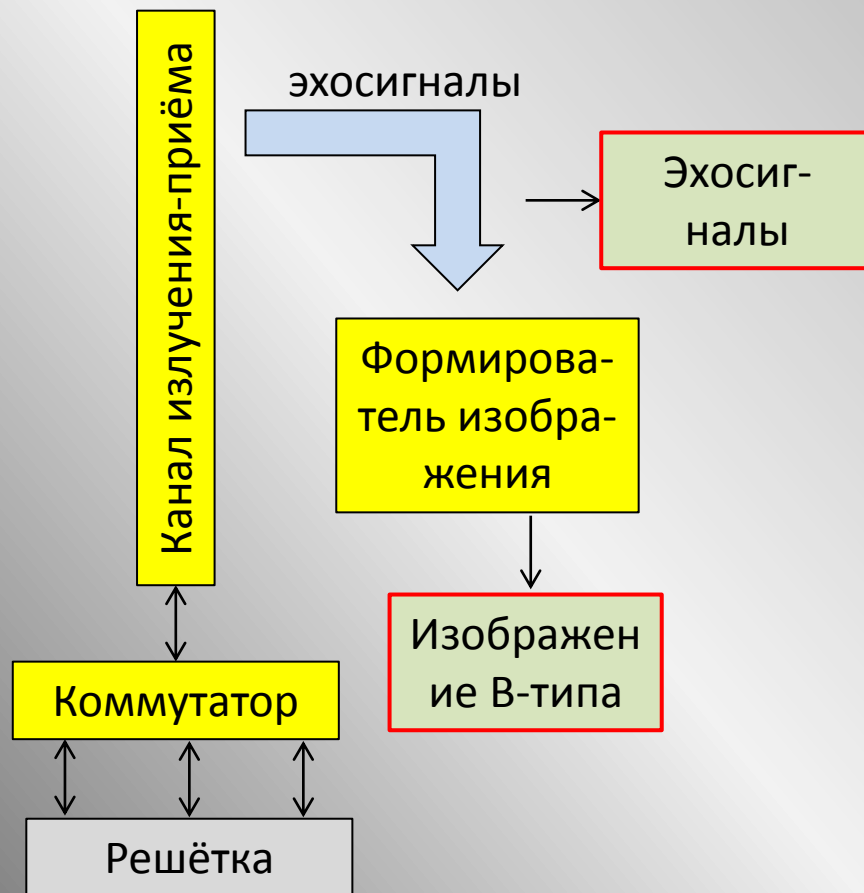 Канал излучения-приёма
эхосигналы
Эхосиг-
налы
Формирова-
тель изобра-
жения
Изображен
ие В-типа
Коммутатор
Решётка